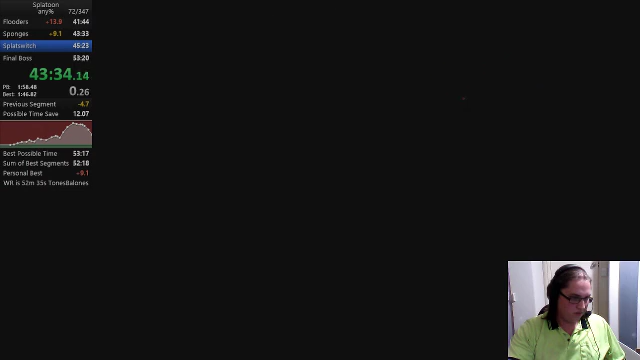 Splatoon
any% 72/347
Flooders +13.9 41:44
Sponges +9.1 43:33
Splatswitch 45:23
Final Boss 53:20
43:34.14
PB: 1:58.48
Best: 1:46.82 0.26
Previous Segment -4.7
Possible Time Save 12.07
Best Possible Time 53:17
Sum of Best Segments 52:18
Personal Best +9.1
WR is 52m 35s TonesBalones